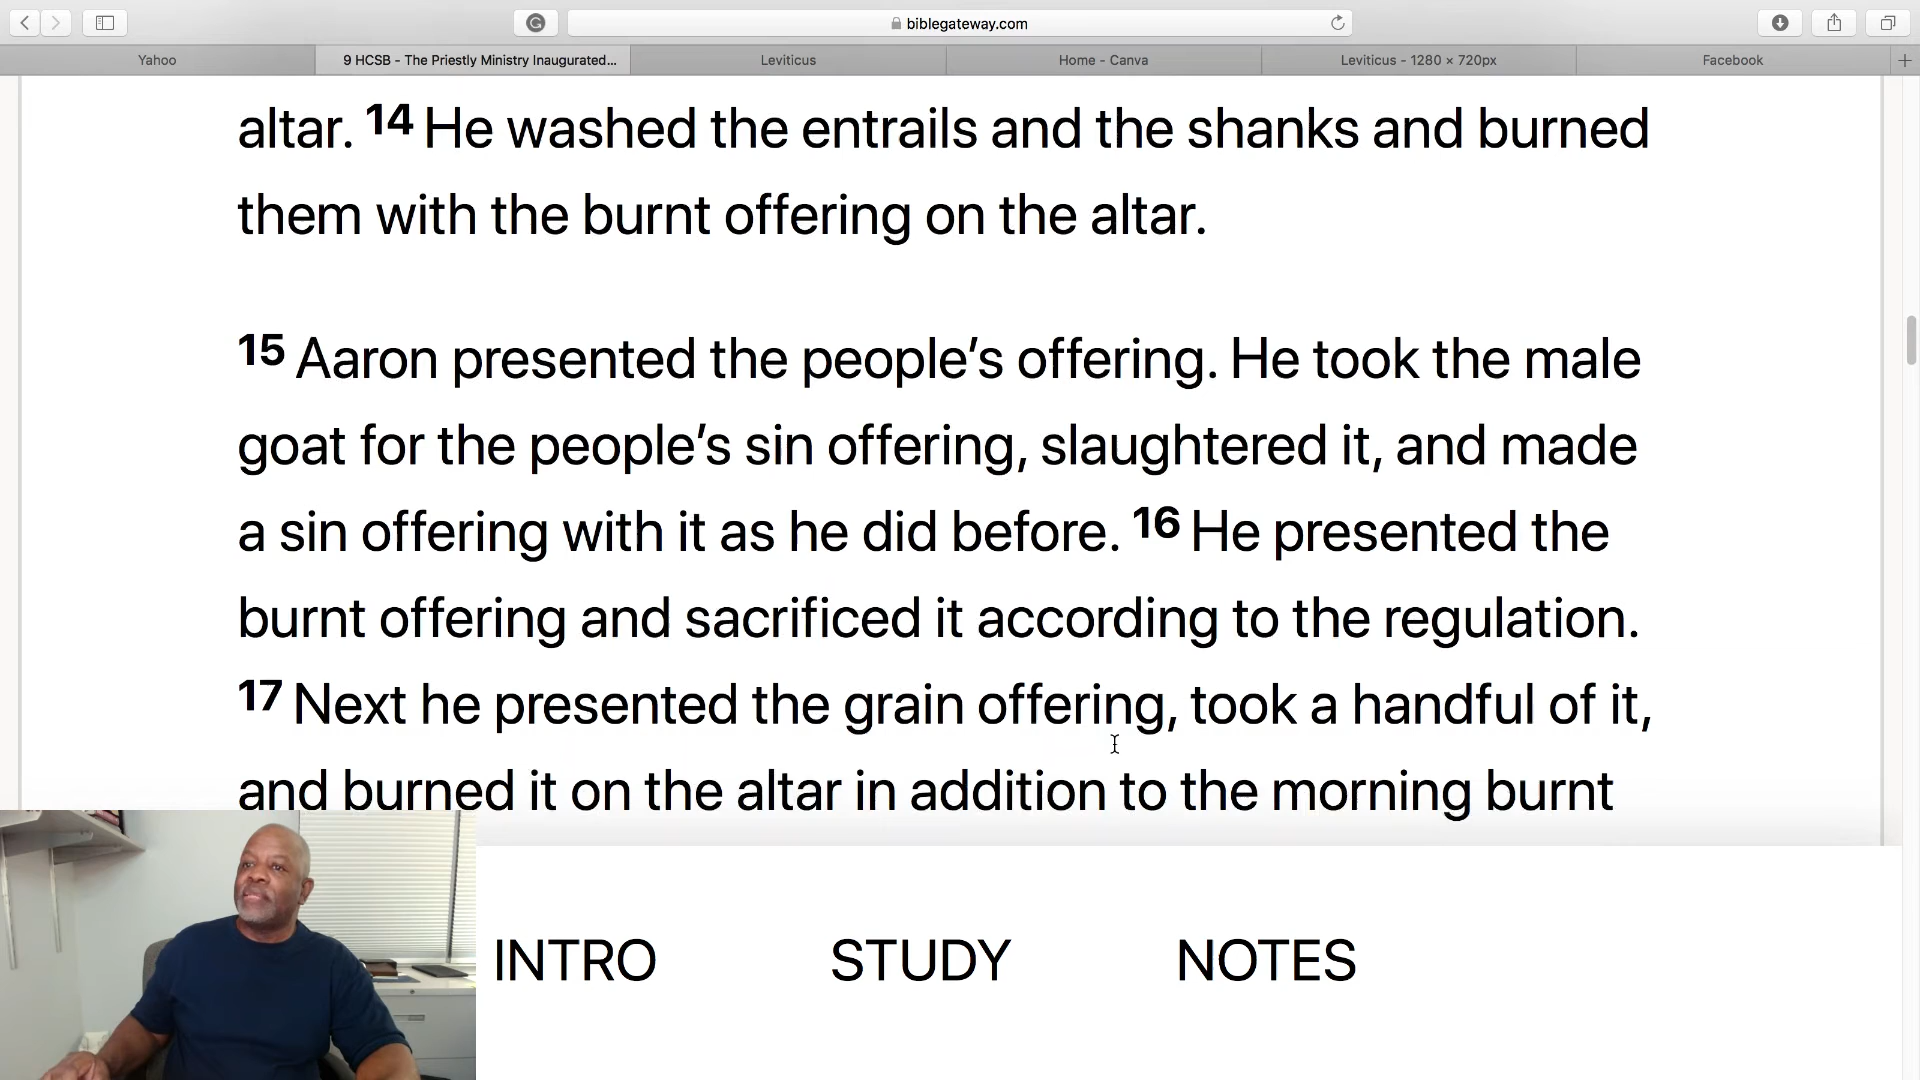 biblegateway.com
Yahoo
9 HCSB - The Priestly Ministry Inaugurated...
Leviticus
Home - Canva
Leviticus - 1280 × 720px
Facebook
altar. 14 He washed the entrails and the shanks and burned
them with the burnt offering on the altar.
15 Aaron presented the people’s offering. He took the male
goat for the people’s sin offering, slaughtered it, and made
a sin offering with it as he did before. 16 He presented the
burnt offering and sacrificed it according to the regulation.
17 Next he presented the grain offering, took a handful of it,
and burned it on the altar in addition to the morning burnt
INTRO
STUDY
NOTES